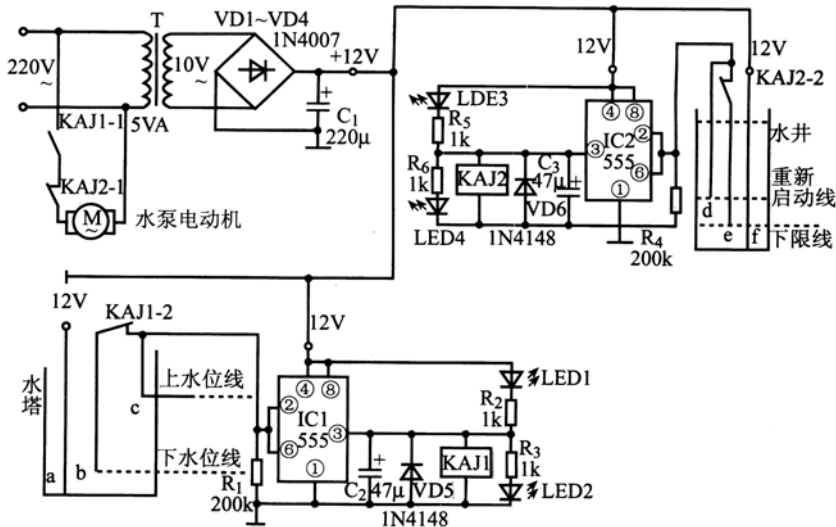 T
VD1~VD4
1N4007
220V
~
10V
~
+12V
+
C1
220μ
5VA
KAJ1-1
KAJ2-1
M
~
水泵电动机
12V
LDE3
R5
1k
R6
1k
LED4
KAJ2
C3
47μ
+
VD6
1N4148
④
⑧
③
IC2
555
②
⑥
①
R4
200k
12V
KAJ2-2
水井
重新
启动线
下限线
d
e
f
12V
KAJ1-2
水
塔
上水位线
下水位线
a
b
c
R1
200k
12V
④
⑧
②
IC1
③
⑥
555
①
+
C2
47μ
VD5
1N4148
KAJ1
LED1
R2
1k
R3
1k
LED2